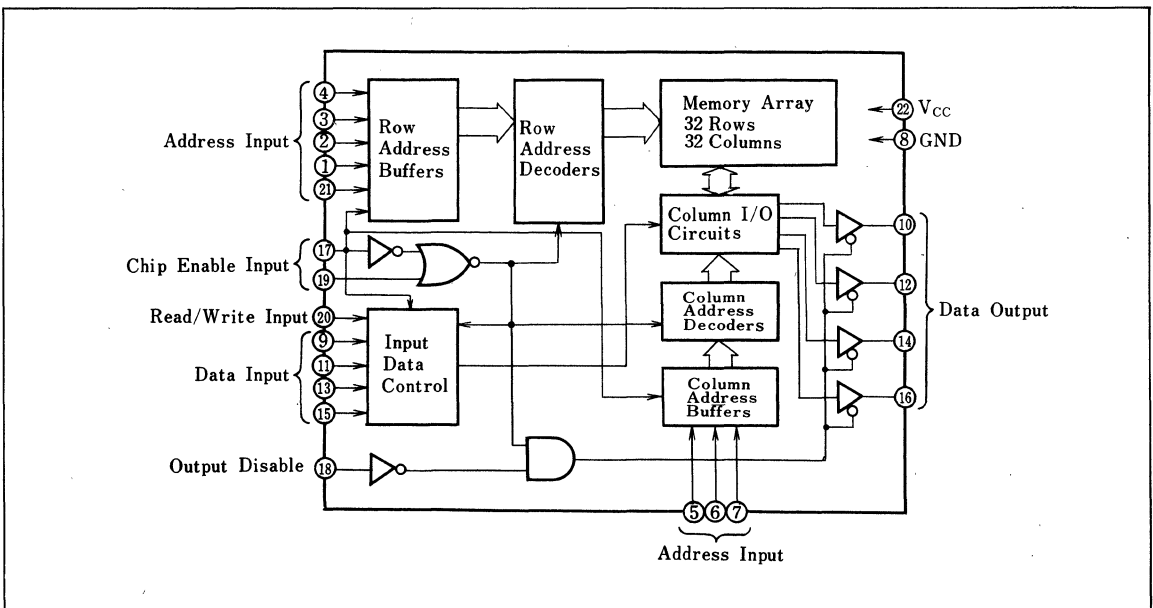 Address Input
4
3
2
1
21
Row
Address
Buffers
Row
Address
Decoders
Memory Array
32 Rows
32 Columns
22 VCC
8 GND
Chip Enable Input
17
19
Column I/O
Circuits
10
12
14
16
Data Output
Read/Write Input 20
Data Input
9
11
13
15
Input
Data
Control
Column
Address
Decoders
Column
Address
Buffers
Output Disable 18
5 6 7
Address Input